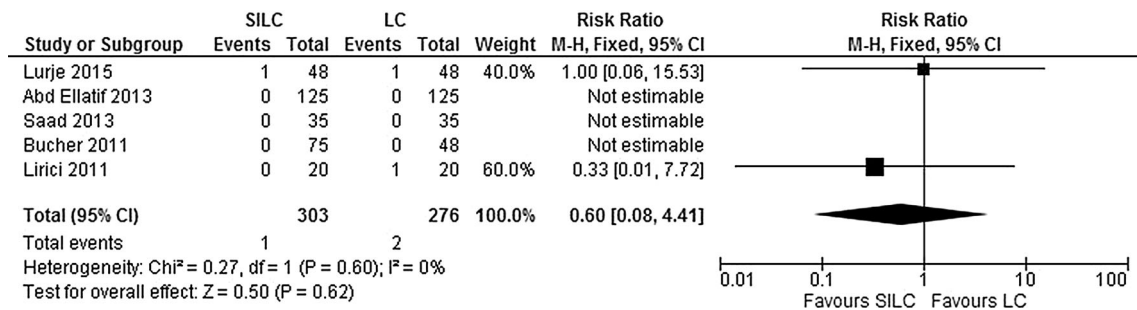 SILC LC Risk Ratio Risk Ratio
Study or Subgroup Events Total Events Total Weight M-H, Fixed, 95% CI M-H, Fixed, 95% CI
Lurje 2015 1 48 1 48 40.0% 1.00 [0.06, 15.53]
Abd Ellatif 2013 0 125 0 125 Not estimable
Saad 2013 0 35 0 35 Not estimable
Bucher 2011 0 75 0 48 Not estimable
Lirici 2011 0 20 1 20 60.0% 0.33 [0.01, 7.72]
Total (95% CI) 303 276 100.0% 0.60 [0.08, 4.41]
Total events 1 2
Heterogeneity: Chi² = 0.27, df = 1 (P = 0.60); I² = 0%
Test for overall effect: Z = 0.50 (P = 0.62)
0.01 0.1 1 10 100
Favours SILC Favours LC